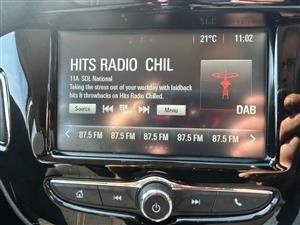 21°C 11:02
HITS RADIO CHIL
11A SDL National
Taking the stress out of your workday with laidback
hits & throwbacks on Hits Radio Chilled.
Source Menu
DAB
87.5 FM 87.5 FM 87.5 FM 87.5 FM 87.5 FM